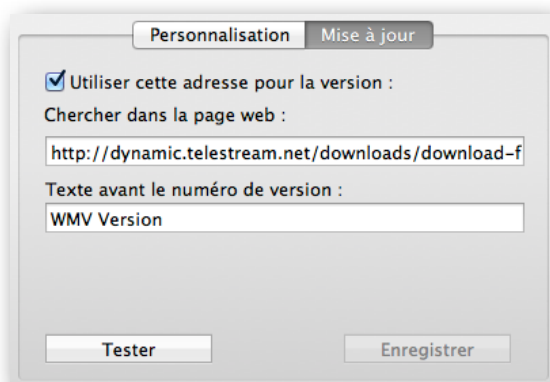 Personnalisation Mise à jour
Utiliser cette adresse pour la version :
Chercher dans la page web :
http://dynamic.telestream.net/downloads/download-f
Texte avant le numéro de version :
WMV Version
Tester Enregistrer